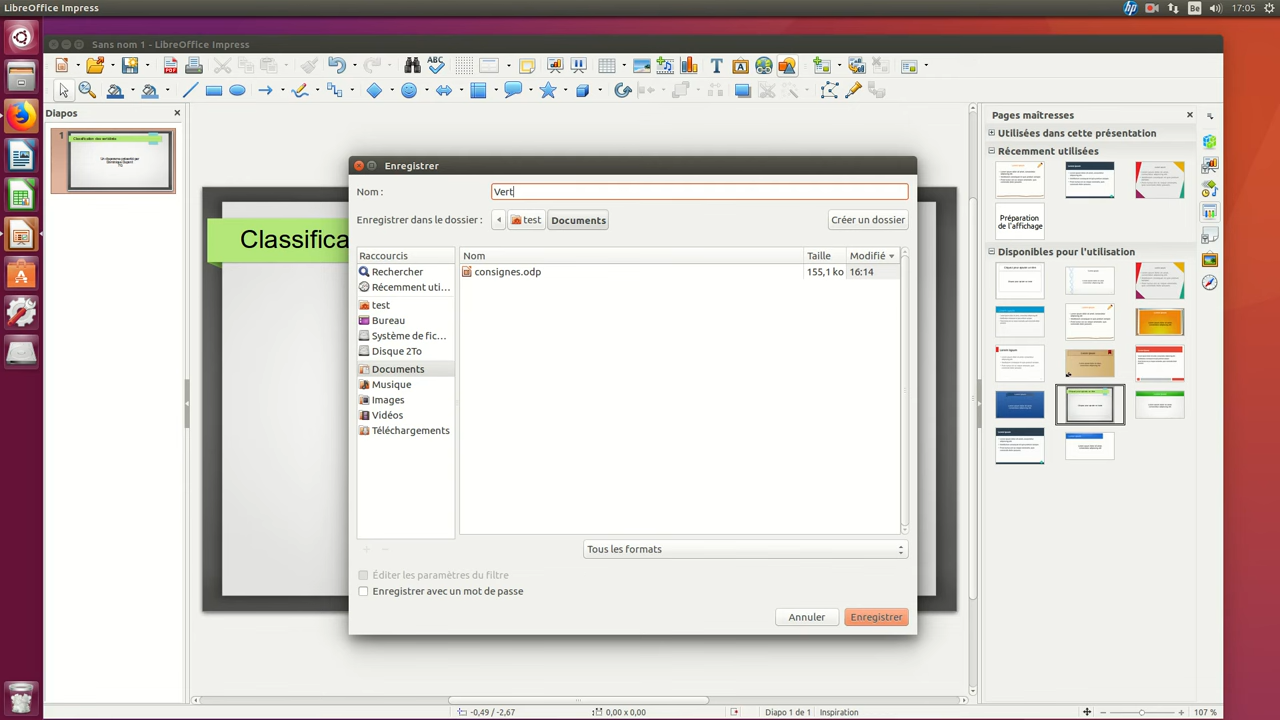 LibreOffice Impress
Be
17:05
Sans nom 1 - LibreOffice Impress
Diapos
1
Classifica
Enregistrer
Nom :
Vert
Enregistrer dans le dossier :
test
Documents
Créer un dossier
Raccourcis
Rechercher
Récemment uti…
test
Bureau
Système de fic…
Disque 2To
Documents
Musique
Images
Vidéos
Téléchargements
Nom
Taille
Modifié
consignes.odp
155,1 ko
16:14
Tous les formats
Éditer les paramètres du filtre
Enregistrer avec un mot de passe
Annuler
Enregistrer
Pages maîtresses
Utilisées dans cette présentation
Récemment utilisées
Préparation
de l'affichage
Disponibles pour l'utilisation
-0,49 / -2,67
0,00 x 0,00
Diapo 1 de 1
Inspiration
107 %